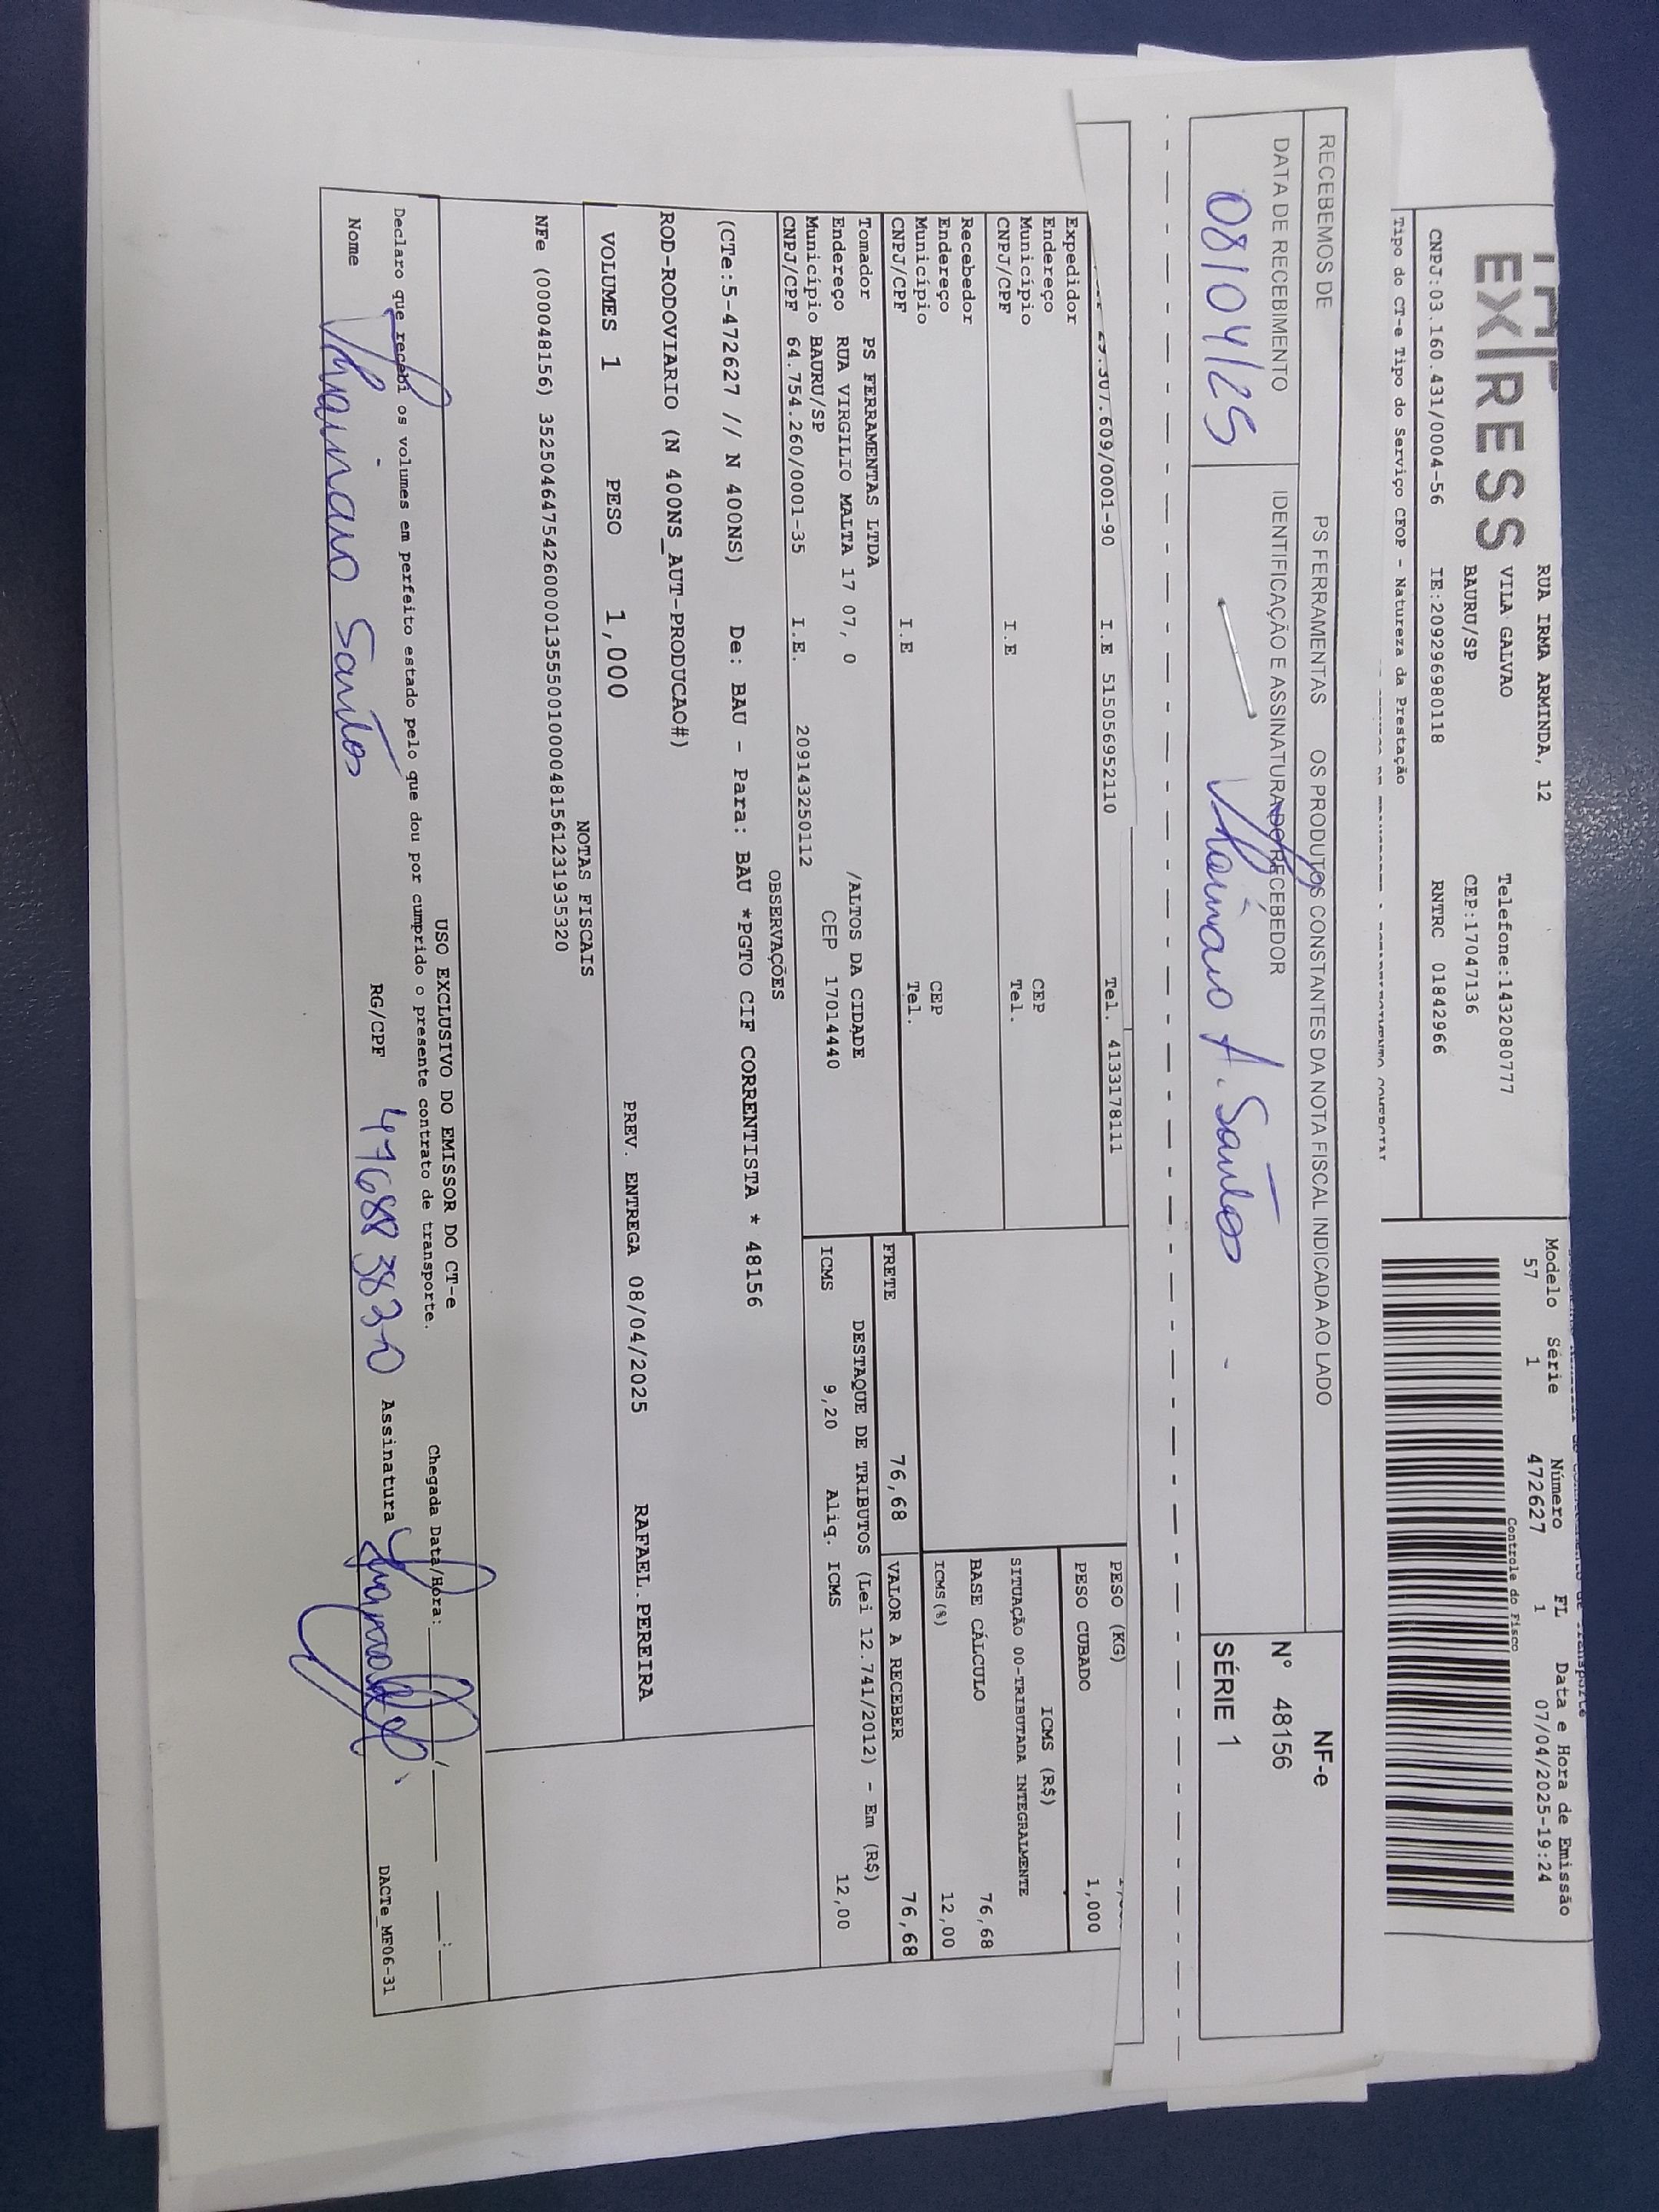 EXPRESS
RUA IRMA ARMINDA, 12
VILA GALVAO Telefone:1432080777
BAURU/SP CEP:17047136
CNPJ:03.160.431/0004-56 IE:209296980118 RNTRC 01842966
Tipo do CT-e Tipo do Serviço CFOP - Natureza da Prestação
Modelo Série Número FL Data e Hora de Emissão
57 1 472627 1 07/04/2025-19:24
Controle do Fisco
RECEBEMOS DE PS FERRAMENTAS OS PRODUTOS CONSTANTES DA NOTA FISCAL INDICADA AO LADO
DATA DE RECEBIMENTO IDENTIFICAÇÃO E ASSINATURA DO RECEBEDOR
08/04/25 A. Santos
NF-e
N° 48156
SÉRIE 1
.609/0001-90 I.E 515056952110 Tel. 4133178111
Expedidor
Endereço CEP
Município Tel.
CNPJ/CPF I.E
Recebedor
Endereço CEP
Município Tel.
CNPJ/CPF I.E
PESO (KG)
PESO CUBADO 1,000
ICMS (R$)
SITUAÇÃO 00-TRIBUTADA INTEGRALMENTE
BASE CÁLCULO 76,68
ICMS(%) 12,00
FRETE 76,68 VALOR A RECEBER 76,68
Tomador PS FERRAMENTAS LTDA
Endereço RUA VIRGILIO MALTA 17 07, 0 /ALTOS DA CIDADE
Município BAURU/SP CEP 17014440
CNPJ/CPF 64.754.260/0001-35 I.E. 209143250112
DESTAQUE DE TRIBUTOS (Lei 12.741/2012) - Em (R$)
ICMS 9,20 Aliq. ICMS 12,00
OBSERVAÇÕES
(CTe:5-472627 // N 400NS) De: BAU - Para: BAU *PGTO CIF CORRENTISTA * 48156
ROD-RODOVIARIO (N 400NS_AUT-PRODUCAO#)
VOLUMES 1 PESO 1,000 PREV. ENTREGA 08/04/2025 RAFAEL.PEREIRA
NOTAS FISCAIS
NFe (000048156) 35250464754260000135550010000481561231935320
USO EXCLUSIVO DO EMISSOR DO CT-e
Declaro que recebi os volumes em perfeito estado pelo que dou por cumprido o presente contrato de transporte. Chegada Data/Hora:
Nome Santos RG/CPF Assinatura
DACTe_MF06-31